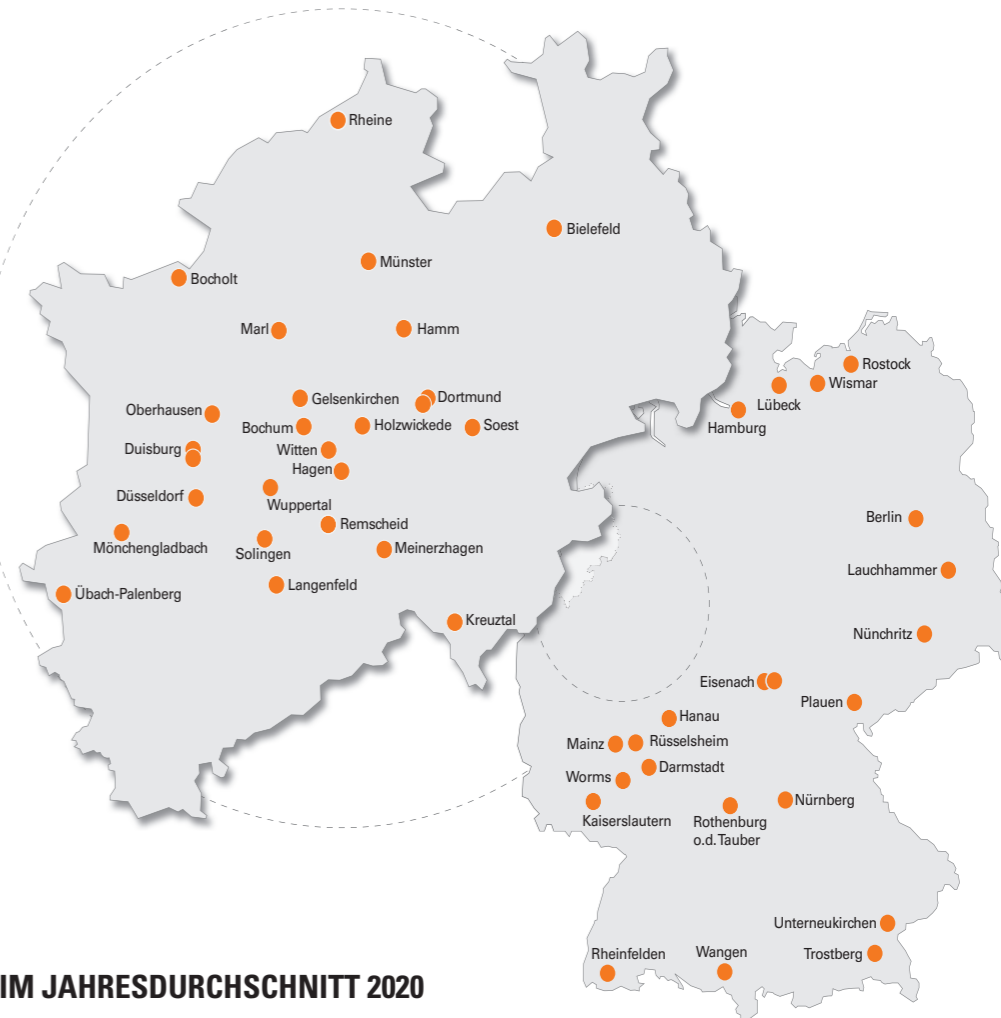 Rheine
Bielefeld
Münster
Bocholt
Marl
Hamm
Gelsenkirchen
Dortmund
Oberhausen
Bochum
Holzwickede
Soest
Duisburg
Witten
Hagen
Düsseldorf
Wuppertal
Remscheid
Mönchengladbach
Solingen
Meinerzhagen
Langenfeld
Übach-Palenberg
Kreuztal
Rostock
Wismar
Lübeck
Hamburg
Berlin
Lauchhammer
Nünchritz
Eisenach
Plauen
Hanau
Mainz
Rüsselsheim
Darmstadt
Worms
Kaiserslautern
Nürnberg
Rothenburg
o.d. Tauber
Unterneukirchen
Trostberg
Rheinfelden
Wangen
IM JAHRESDURCHSCHNITT 2020